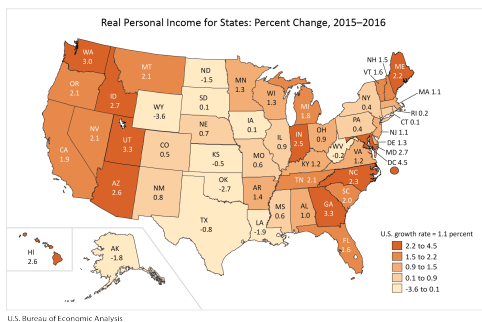 Real Personal Income for States: Percent Change, 2015–2016
WA
3.0
MT
2.1
ND
-1.5
MN
1.3
NH 1.5
VT 1.6
ME
2.2
OR
2.1
ID
2.7
WY
-3.6
SD
0.1
WI
1.3
MI
1.8
NY
0.4
MA 1.1
RI 0.2
CT 0.1
NJ 1.1
DE 1.3
MD 2.7
DC 4.5
NV
2.1
UT
3.3
CO
0.5
NE
0.7
IA
0.1
IL
0.9
IN
2.5
OH
0.9
PA
0.4
WV
-0.2
VA
1.2
CA
1.9
AZ
2.6
NM
0.8
KS
-0.5
MO
0.6
KY 1.2
NC
2.3
TN 2.1
SC
2.0
OK
-2.7
AR
1.4
MS
0.6
AL
1.0
GA
3.3
TX
-0.8
LA
-1.9
FL
1.6
HI
2.6
AK
-1.8
U.S. growth rate = 1.1 percent
2.2 to 4.5
1.5 to 2.2
0.9 to 1.5
0.1 to 0.9
-3.6 to 0.1
U.S. Bureau of Economic Analysis